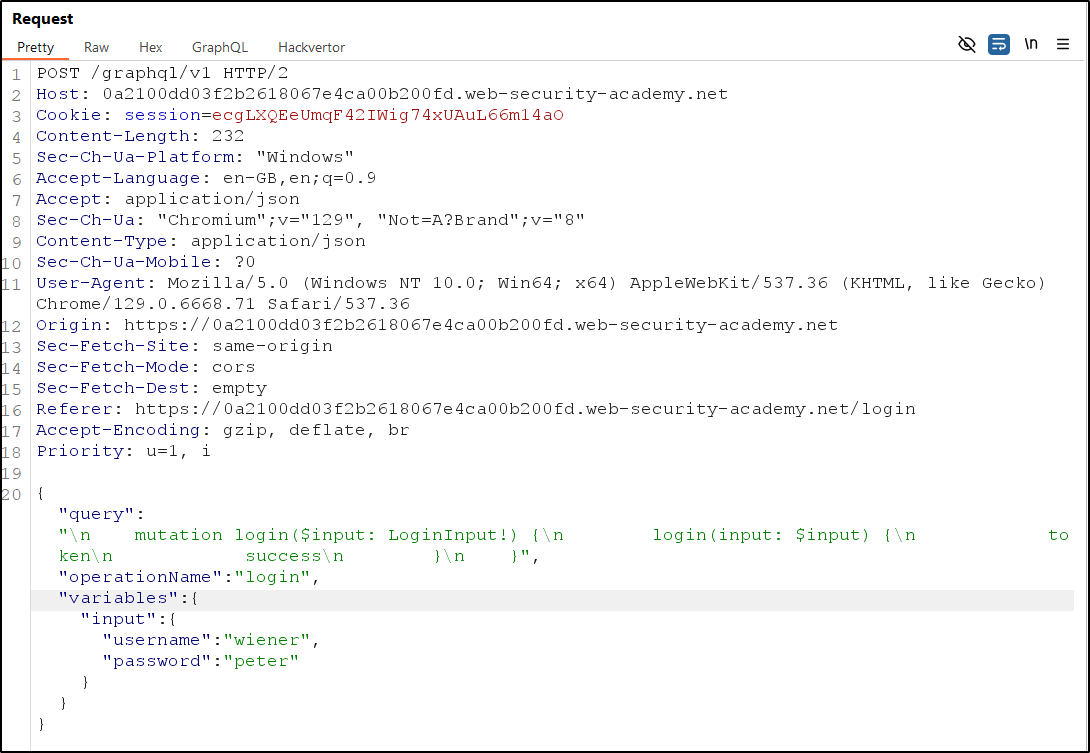 Request
Pretty Raw Hex GraphQL Hackvertor \n
1 POST /graphql/v1 HTTP/2
2 Host: 0a2100dd03f2b2618067e4ca00b200fd.web-security-academy.net
3 Cookie: session=ecgLXQEeUmqF42IWig74xUAuL66m14aO
4 Content-Length: 232
5 Sec-Ch-Ua-Platform: "Windows"
6 Accept-Language: en-GB,en;q=0.9
7 Accept: application/json
8 Sec-Ch-Ua: "Chromium";v="129", "Not=A?Brand";v="8"
9 Content-Type: application/json
10 Sec-Ch-Ua-Mobile: ?0
11 User-Agent: Mozilla/5.0 (Windows NT 10.0; Win64; x64) AppleWebKit/537.36 (KHTML, like Gecko)
Chrome/129.0.6668.71 Safari/537.36
12 Origin: https://0a2100dd03f2b2618067e4ca00b200fd.web-security-academy.net
13 Sec-Fetch-Site: same-origin
14 Sec-Fetch-Mode: cors
15 Sec-Fetch-Dest: empty
16 Referer: https://0a2100dd03f2b2618067e4ca00b200fd.web-security-academy.net/login
17 Accept-Encoding: gzip, deflate, br
18 Priority: u=1, i
19
20 {
"query":
"\n    mutation login($input: LoginInput!) {\n        login(input: $input) {\n            to
ken\n            success\n        }\n    }",
"operationName":"login",
"variables":{
"input":{
"username":"wiener",
"password":"peter"
}
}
}